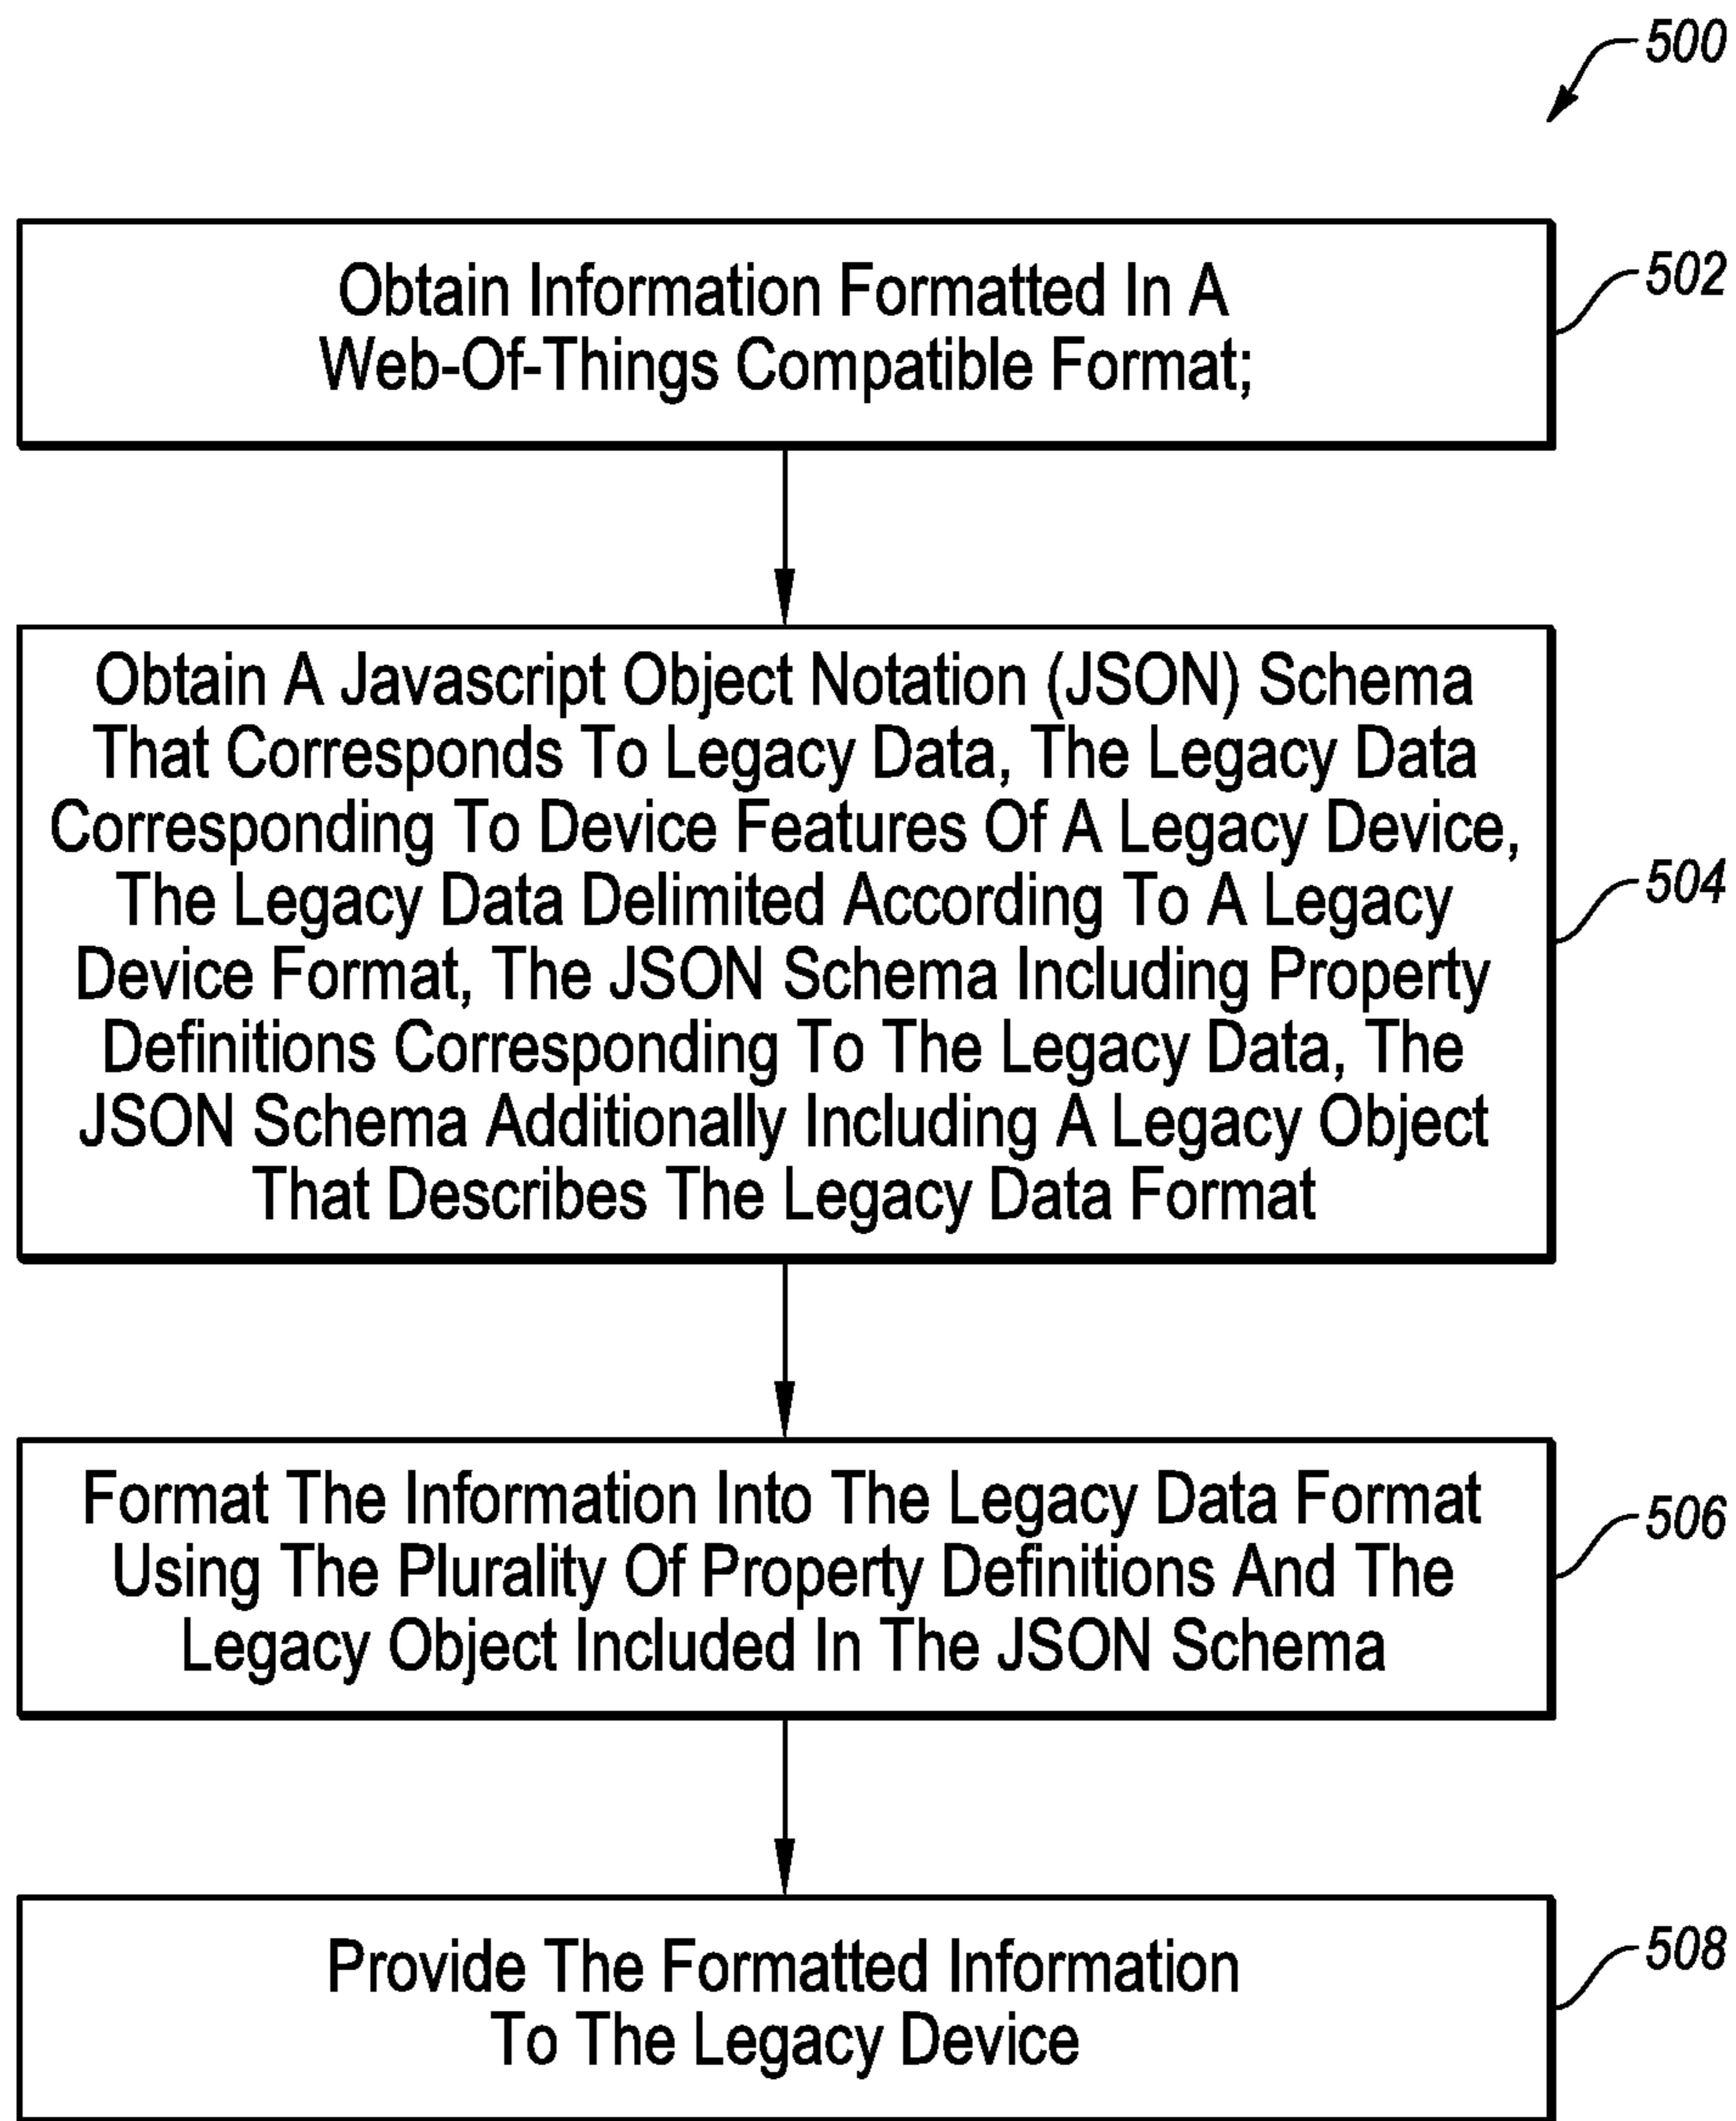 500
Obtain Information Formatted In A
Web-Of-Things Compatible Format;
502
Obtain A Javascript Object Notation (JSON) Schema
That Corresponds To Legacy Data, The Legacy Data
Corresponding To Device Features Of A Legacy Device,
The Legacy Data Delimited According To A Legacy
Device Format, The JSON Schema Including Property
Definitions Corresponding To The Legacy Data, The
JSON Schema Additionally Including A Legacy Object
That Describes The Legacy Data Format
504
Format The Information Into The Legacy Data Format
Using The Plurality Of Property Definitions And The
Legacy Object Included In The JSON Schema
506
Provide The Formatted Information
To The Legacy Device
508